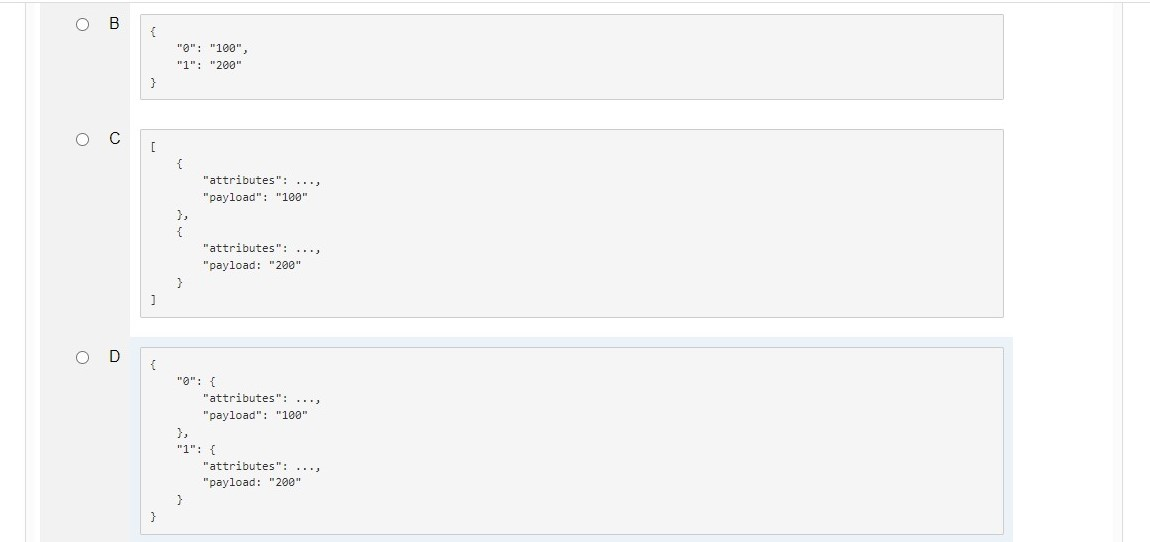 B
{
"0": "100",
"1": "200"
}
C
[
{
"attributes": ...,
"payload": "100"
},
{
"attributes": ...,
"payload: "200"
}
]
D
{
"0": {
"attributes": ...,
"payload": "100"
},
"1": {
"attributes": ...,
"payload: "200"
}
}